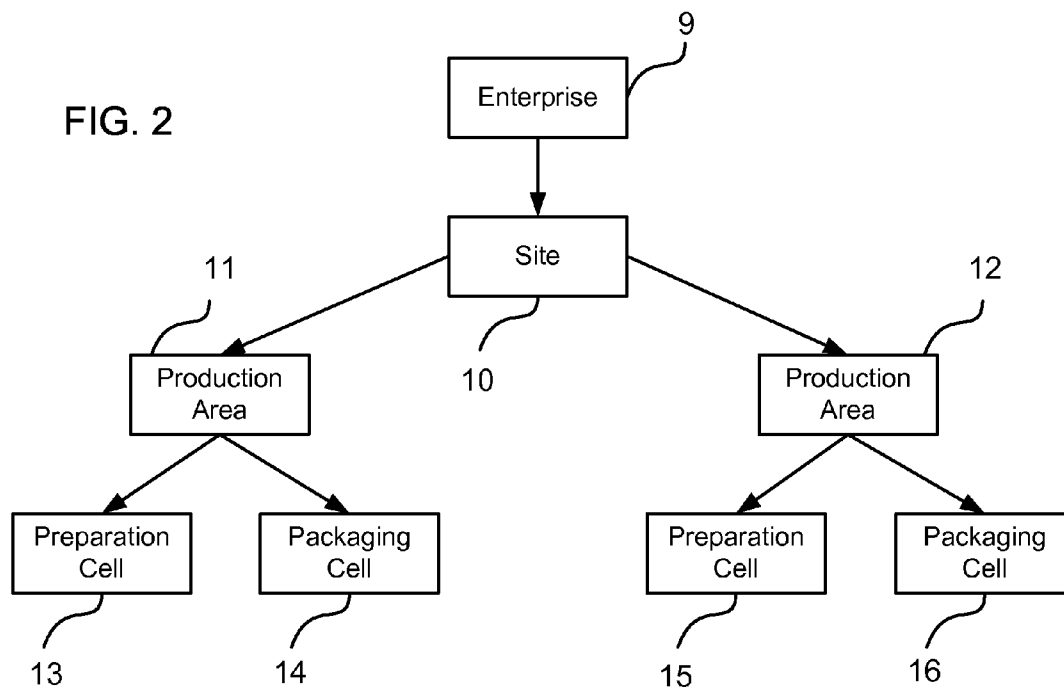 9
Enterprise
FIG. 2
Site
11
12
10
Production
Area
Production
Area
Preparation
Cell
Packaging
Cell
Preparation
Cell
Packaging
Cell
13
14
15
16